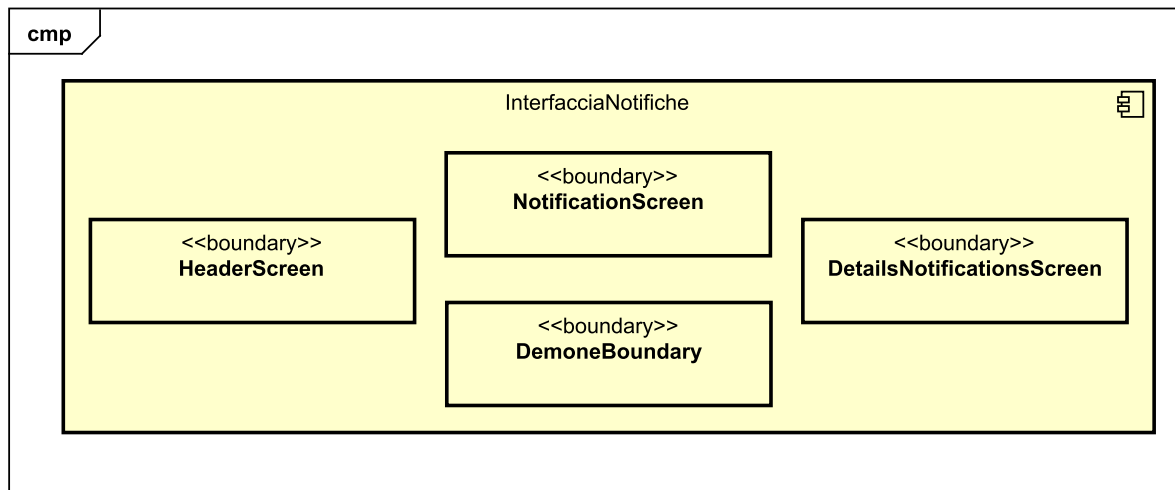 cmp
InterfacciaNotifiche
<<boundary>>
NotificationScreen
<<boundary>>
HeaderScreen
<<boundary>>
DetailsNotificationsScreen
<<boundary>>
DemoneBoundary